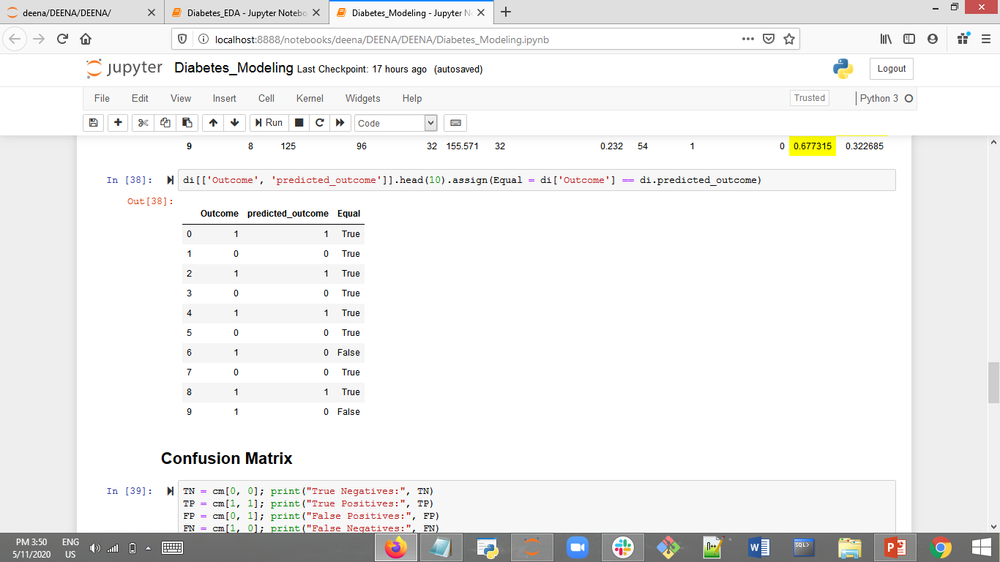 deena/DEENA/DEENA/
Diabetes_EDA - Jupyter Notebo
Diabetes_Modeling - Jupyter N
localhost:8888/notebooks/deena/DEENA/DEENA/Diabetes_Modeling.ipynb
jupyter Diabetes_Modeling Last Checkpoint: 17 hours ago (autosaved)
Logout
File Edit View Insert Cell Kernel Widgets Help
Trusted
Python 3
Run
Code
9 8 125 96 32 155.571 32 0.232 54 1 0 0.677315 0.322685
In [38]: di[['Outcome', 'predicted_outcome']].head(10).assign(Equal = di['Outcome'] == di.predicted_outcome)
Out[38]:
Outcome predicted_outcome Equal
0 1 1 True
1 0 0 True
2 1 1 True
3 0 0 True
4 1 1 True
5 0 0 True
6 1 0 False
7 0 0 True
8 1 1 True
9 1 0 False
Confusion Matrix
In [39]: TN = cm[0, 0]; print("True Negatives:", TN)
TP = cm[1, 1]; print("True Positives:", TP)
FP = cm[0, 1]; print("False Positives:", FP)
FN = cm[1, 0]; print("False Negatives:", FN)
PM 3:50
5/11/2020
ENG
US
SQL>